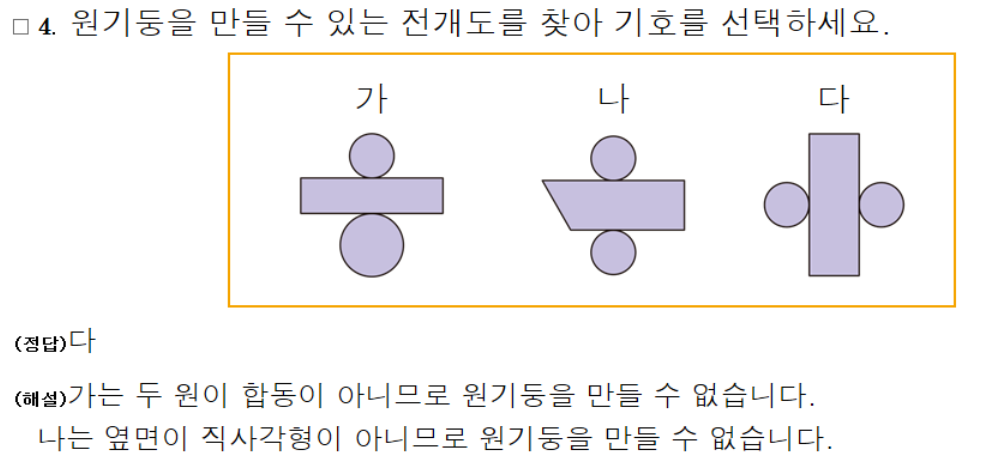 □ 4. 원기둥을 만들 수 있는 전개도를 찾아 기호를 선택하세요.
가 나 다
(정답)다
(해설)가는 두 원이 합동이 아니므로 원기둥을 만들 수 없습니다.
나는 옆면이 직사각형이 아니므로 원기둥을 만들 수 없습니다.